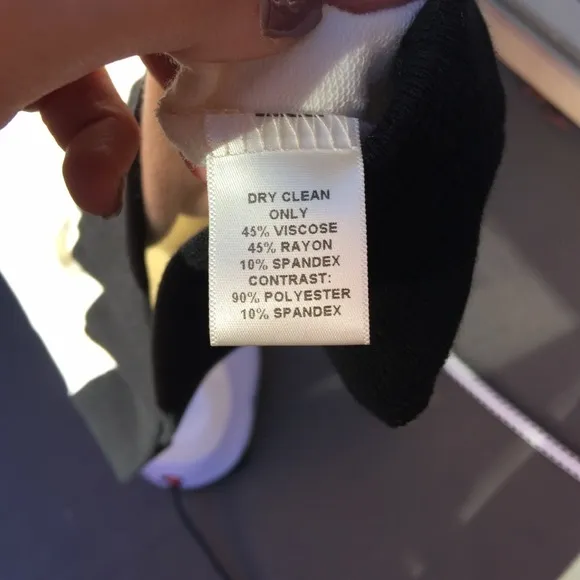 DRY CLEAN
ONLY
45% VISCOSE
45% RAYON
10% SPANDEX
CONTRAST:
90% POLYESTER
10% SPANDEX